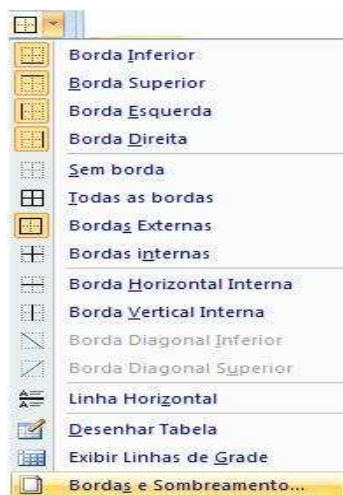 Borda Inferior
Borda Superior
Borda Esquerda
Borda Direita
Sem borda
Todas as bordas
Bordas Externas
Bordas internas
Borda Horizontal Interna
Borda Vertical Interna
Borda Diagonal Inferior
Borda Diagonal Superior
Linha Horizontal
Desenhar Tabela
Exibir Linhas de Grade
Bordas e Sombreamento...